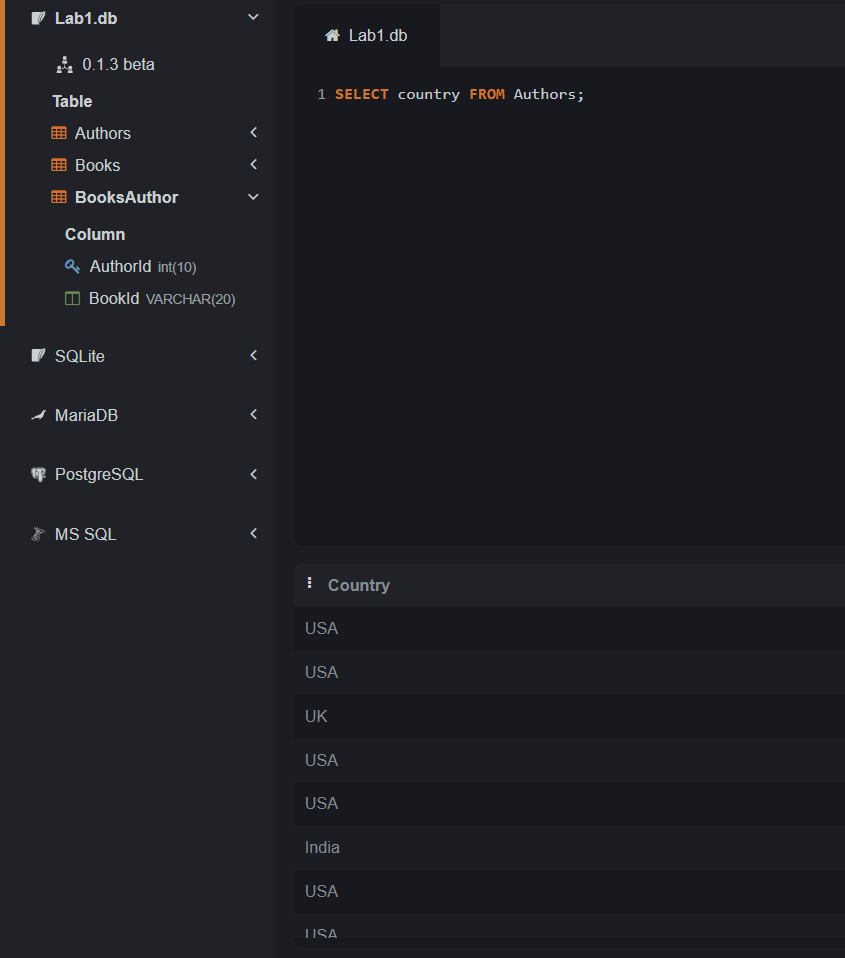 Lab1.db
0.1.3 beta
Table
Authors
Books
BooksAuthor
Column
AuthorId int(10)
BookId VARCHAR(20)
SQLite
MariaDB
PostgreSQL
MS SQL
Lab1.db
1 SELECT country FROM Authors;
Country
USA
USA
UK
USA
USA
India
USA
USA